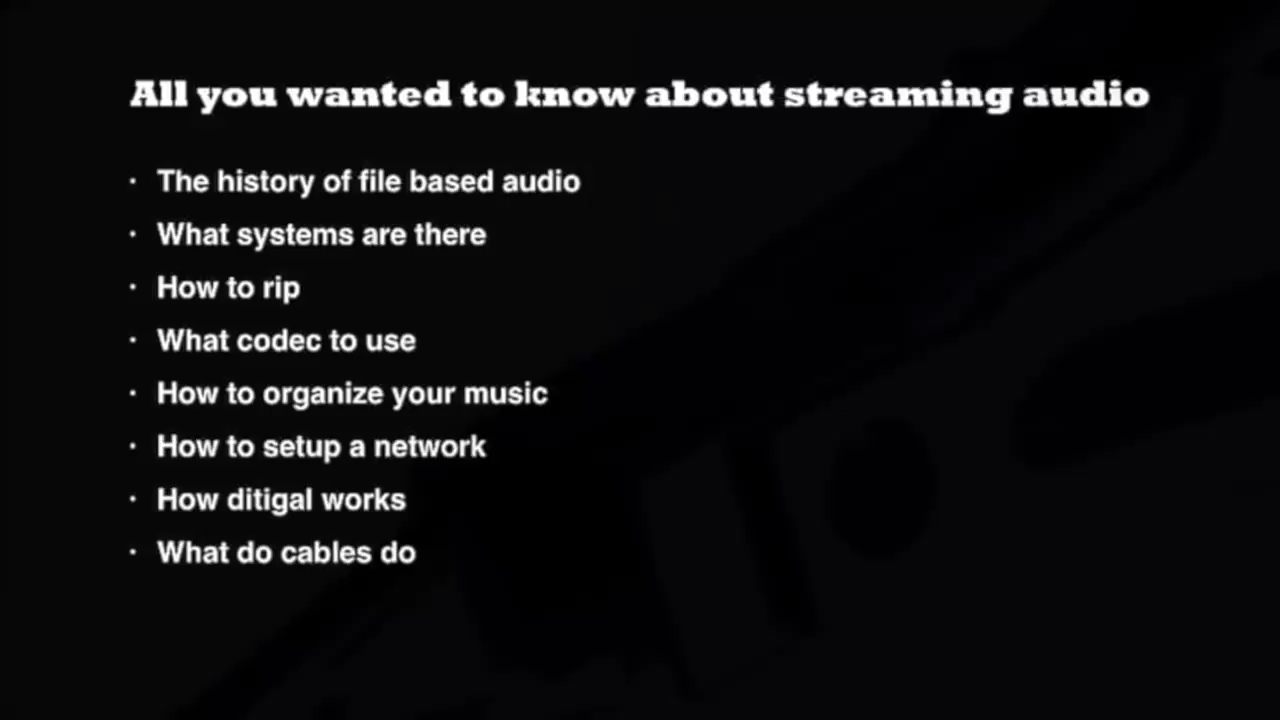 All you wanted to know about streaming audio
· The history of file based audio
· What systems are there
· How to rip
· What codec to use
· How to organize your music
· How to setup a network
· How ditigal works
· What do cables do